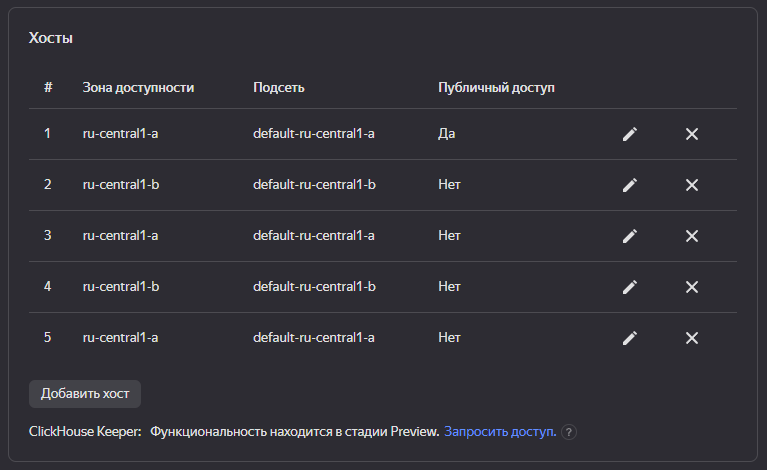 Хосты
# Зона доступности Подсеть Публичный доступ
1 ru-central1-a default-ru-central1-a Да
2 ru-central1-b default-ru-central1-b Нет
3 ru-central1-a default-ru-central1-a Нет
4 ru-central1-b default-ru-central1-b Нет
5 ru-central1-a default-ru-central1-a Нет
Добавить хост
ClickHouse Keeper: Функциональность находится в стадии Preview. Запросить доступ. ?